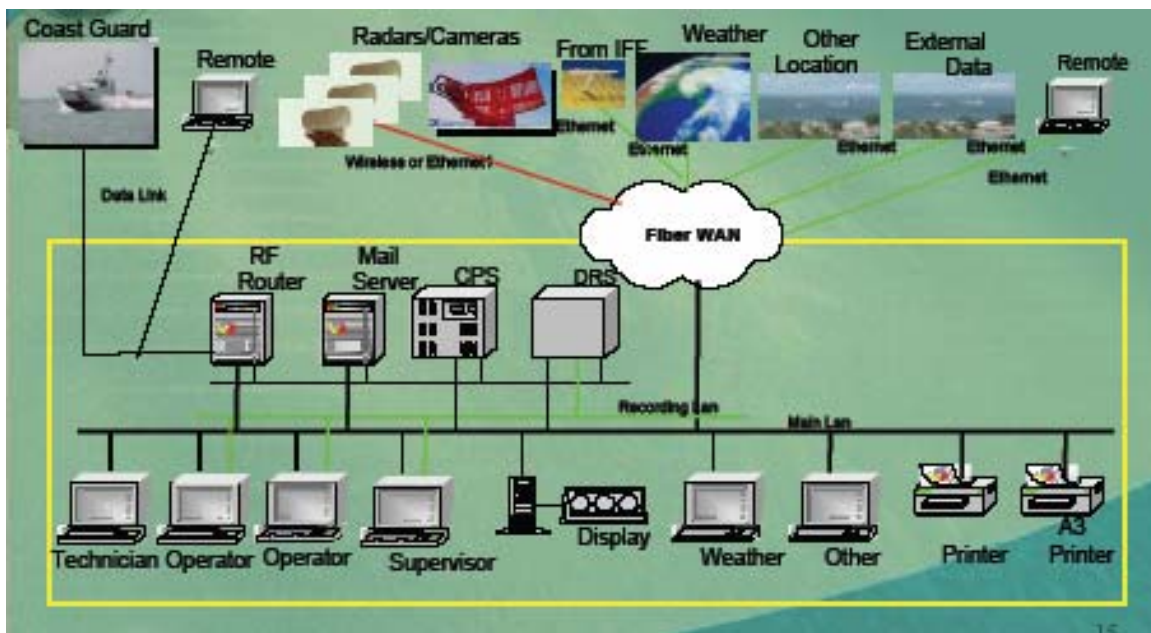 Coast Guard
Remote
Radars/Cameras
From IFF
Weather
Other
Location
External
Data
Remote
Ethernet
Ethernet
Ethernet
Ethernet
Ethernet
Wireless or Ethernet?
Data Link
Fiber WAN
RF
Router
Mail
Server
CPS
DRS
Recording Lan
Main Lan
Technician
Operator
Operator
Supervisor
Display
Weather
Other
Printer
A3
Printer
15